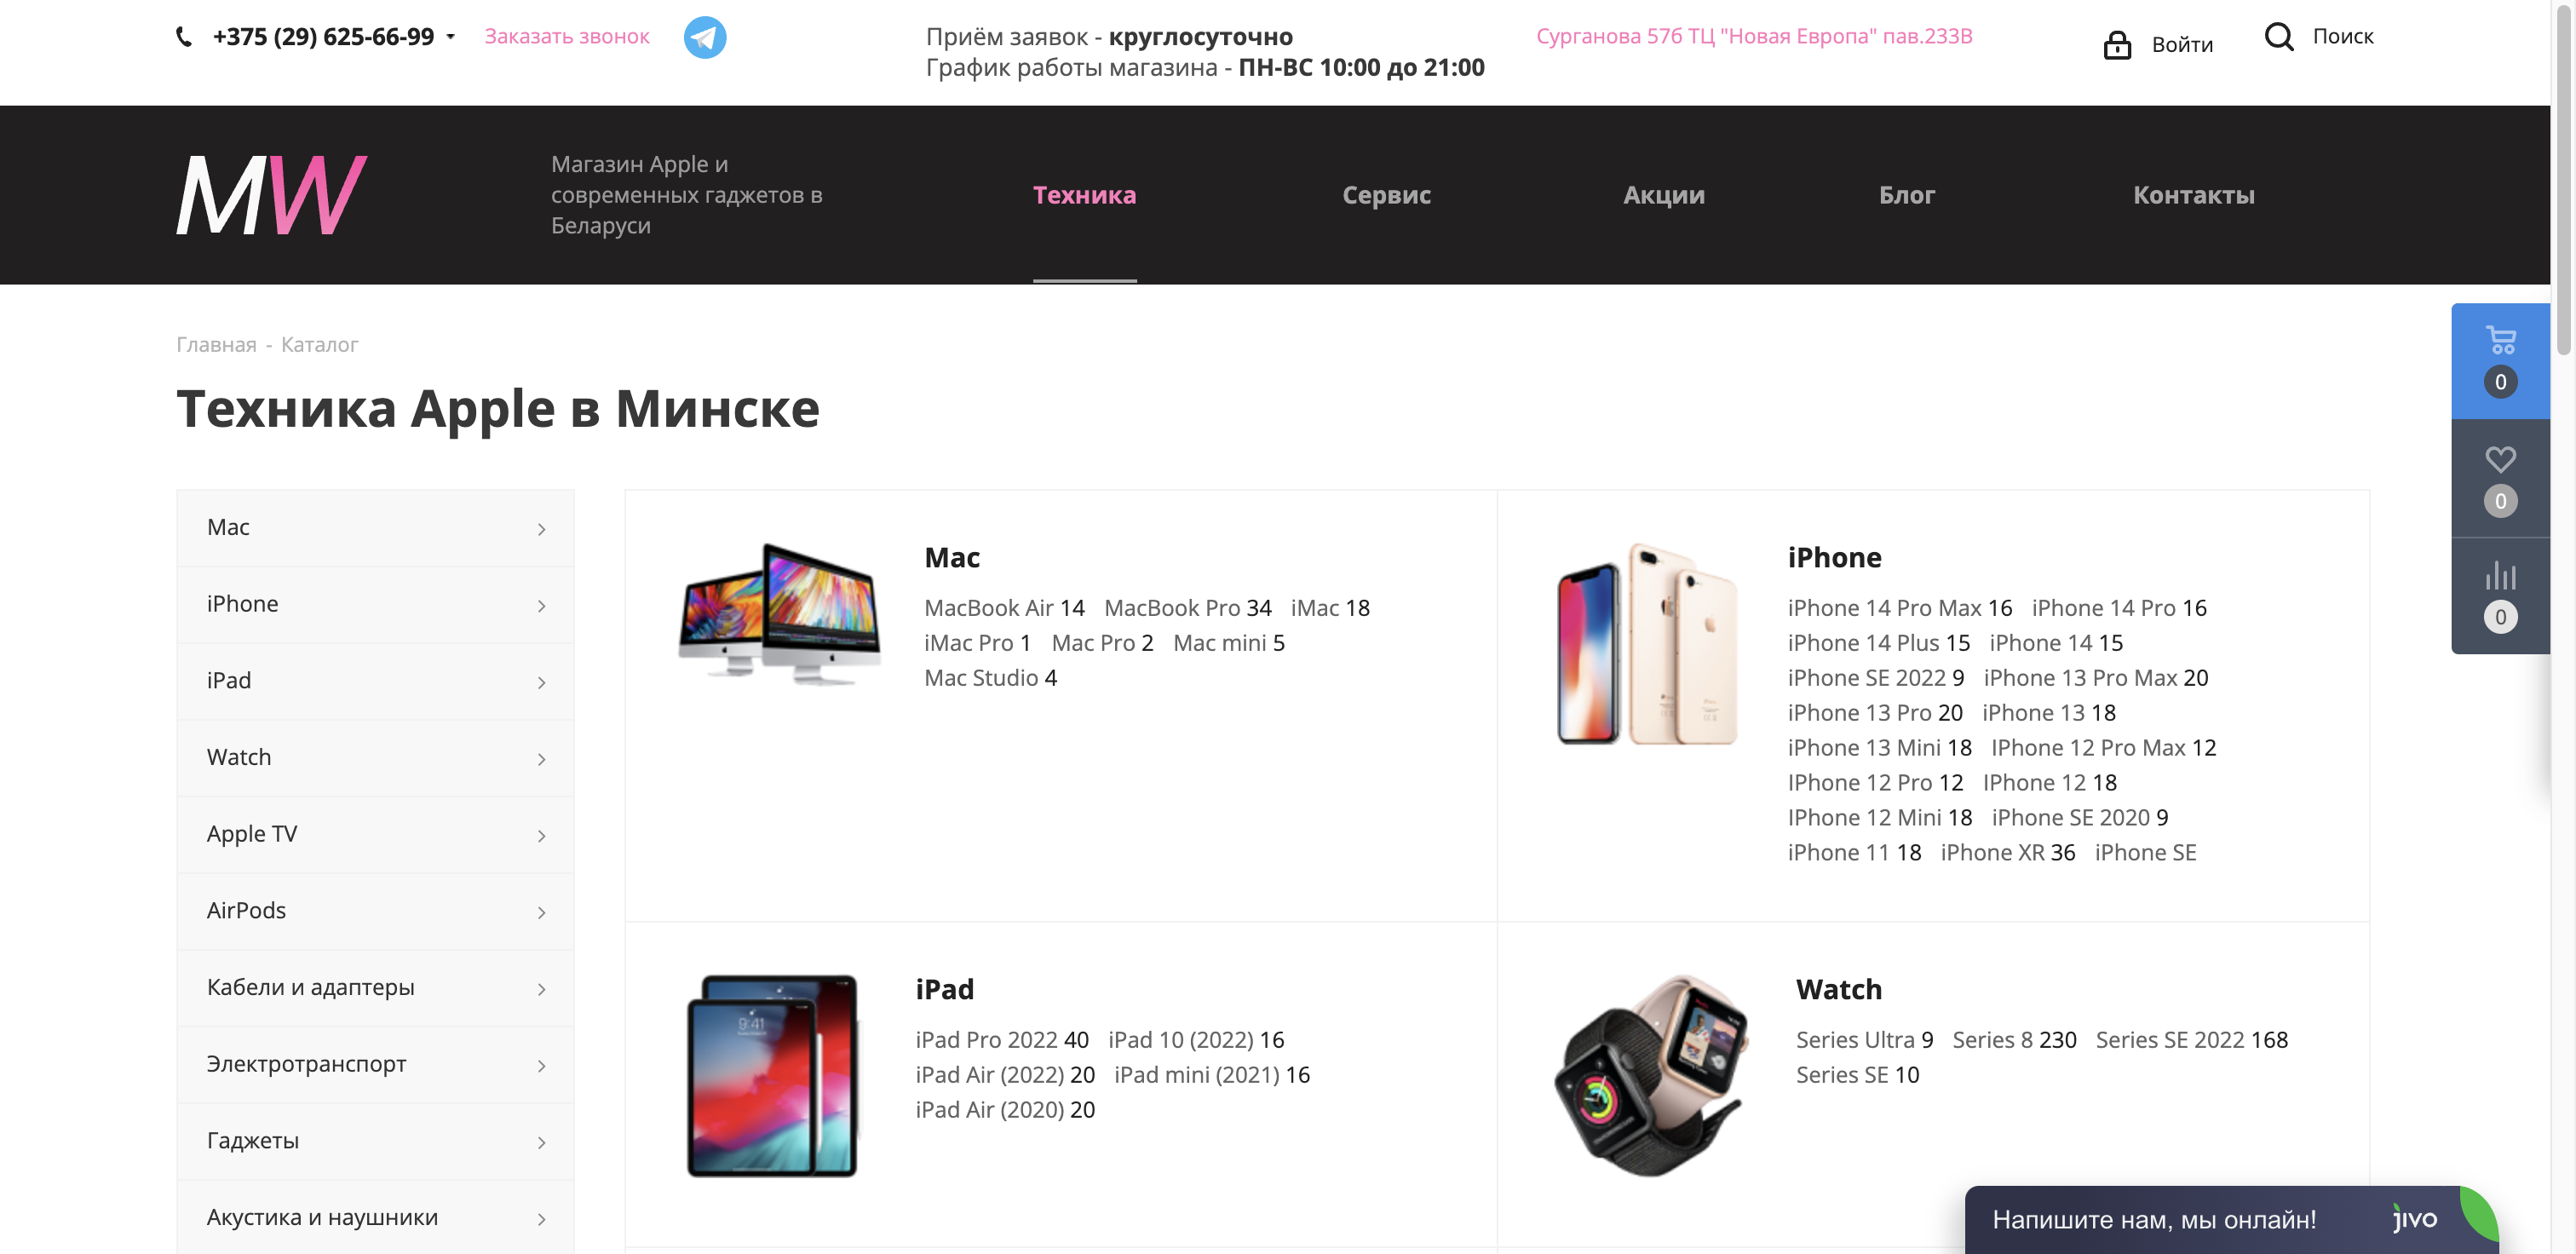 +375 (29) 625-66-99 Заказать звонок
Приём заявок - круглосуточно
График работы магазина - ПН-ВС 10:00 до 21:00
Сурганова 57б ТЦ "Новая Европа" пав.233В
Войти
Поиск
MW
Магазин Apple и
современных гаджетов в
Беларуси
Техника Сервис Акции Блог Контакты
Главная - Каталог
Техника Apple в Минске
0
0
0
Mac
iPhone
iPad
Watch
Apple TV
AirPods
Кабели и адаптеры
Электротранспорт
Гаджеты
Акустика и наушники
Mac
MacBook Air 14 MacBook Pro 34 iMac 18
iMac Pro 1 Mac Pro 2 Mac mini 5
Mac Studio 4
iPhone
iPhone 14 Pro Max 16 iPhone 14 Pro 16
iPhone 14 Plus 15 iPhone 14 15
iPhone SE 2022 9 iPhone 13 Pro Max 20
iPhone 13 Pro 20 iPhone 13 18
iPhone 13 Mini 18 IPhone 12 Pro Max 12
IPhone 12 Pro 12 IPhone 12 18
IPhone 12 Mini 18 iPhone SE 2020 9
iPhone 11 18 iPhone XR 36 iPhone SE
9:41
iPad
iPad Pro 2022 40 iPad 10 (2022) 16
iPad Air (2022) 20 iPad mini (2021) 16
iPad Air (2020) 20
Watch
Series Ultra 9 Series 8 230 Series SE 2022 168
Series SE 10
Напишите нам, мы онлайн! jivo